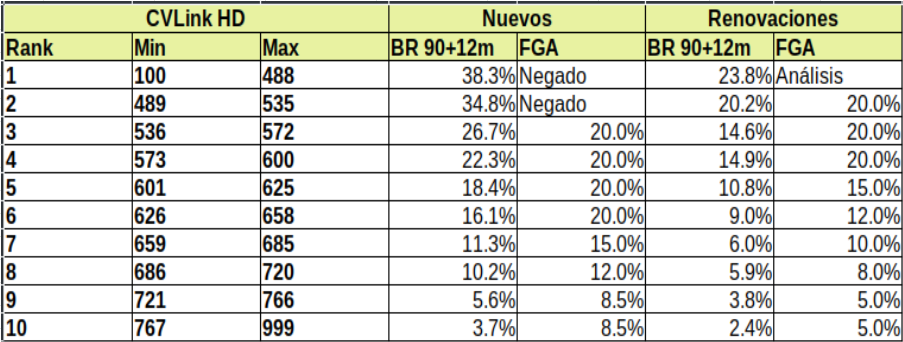 CVLink HD Nuevos Renovaciones
Rank Min Max BR 90+12m FGA BR 90+12m FGA
1 100 488 38.3% Negado 23.8% Análisis
2 489 535 34.8% Negado 20.2% 20.0%
3 536 572 26.7% 20.0% 14.6% 20.0%
4 573 600 22.3% 20.0% 14.9% 20.0%
5 601 625 18.4% 20.0% 10.8% 15.0%
6 626 658 16.1% 20.0% 9.0% 12.0%
7 659 685 11.3% 15.0% 6.0% 10.0%
8 686 720 10.2% 12.0% 5.9% 8.0%
9 721 766 5.6% 8.5% 3.8% 5.0%
10 767 999 3.7% 8.5% 2.4% 5.0%